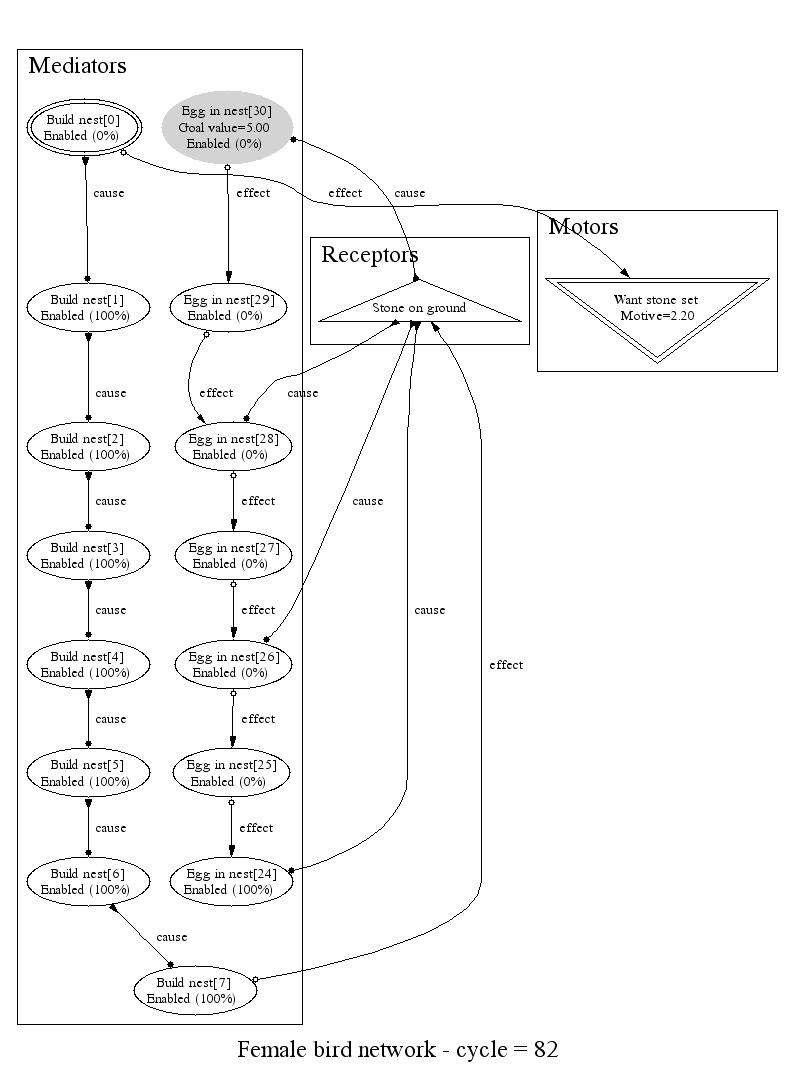 Mediators
Build nest[0]
Enabled (0%)
Egg in nest[30]
Goal value=5.00
Enabled (0%)
cause
effect
effect
cause
Motors
Receptors
Build nest[1]
Enabled (100%)
Egg in nest[29]
Enabled (0%)
Stone on ground
Want stone set
Motive=2.20
cause
effect
cause
Build nest[2]
Enabled (100%)
Egg in nest[28]
Enabled (0%)
cause
effect
cause
Build nest[3]
Enabled (100%)
Egg in nest[27]
Enabled (0%)
cause
effect
cause
Build nest[4]
Enabled (100%)
Egg in nest[26]
Enabled (0%)
effect
cause
effect
Build nest[5]
Enabled (100%)
Egg in nest[25]
Enabled (0%)
cause
effect
Build nest[6]
Enabled (100%)
Egg in nest[24]
Enabled (100%)
cause
Build nest[7]
Enabled (100%)
Female bird network - cycle = 82